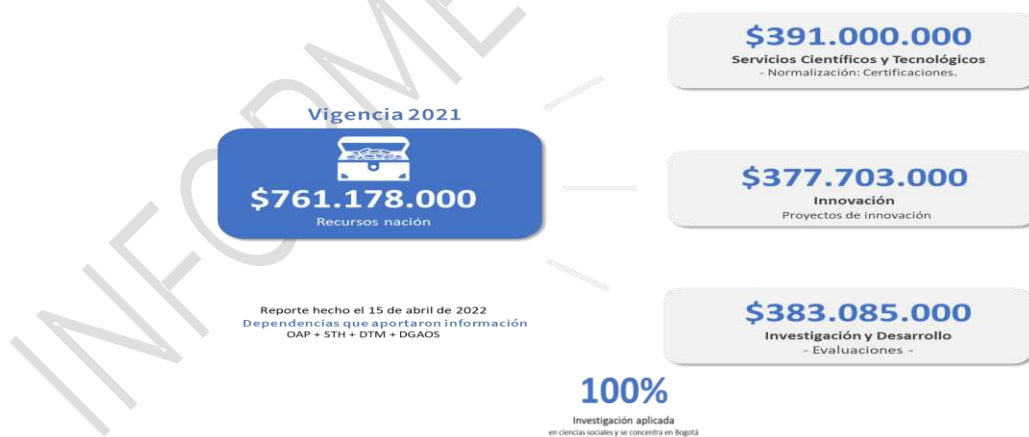 INFORME
Vigencia 2021
$761.178.000
Recursos nación
$391.000.000
Servicios Científicos y Tecnológicos
- Normalización: Certificaciones.
$377.703.000
Innovación
Proyectos de innovación
$383.085.000
Investigación y Desarrollo
- Evaluaciones -
Reporte hecho el 15 de abril de 2022
Dependencias que aportaron información
OAP + STH + DTM + DGAOS
100%
Investigación aplicada
en ciencias sociales y se concentra en Bogotá